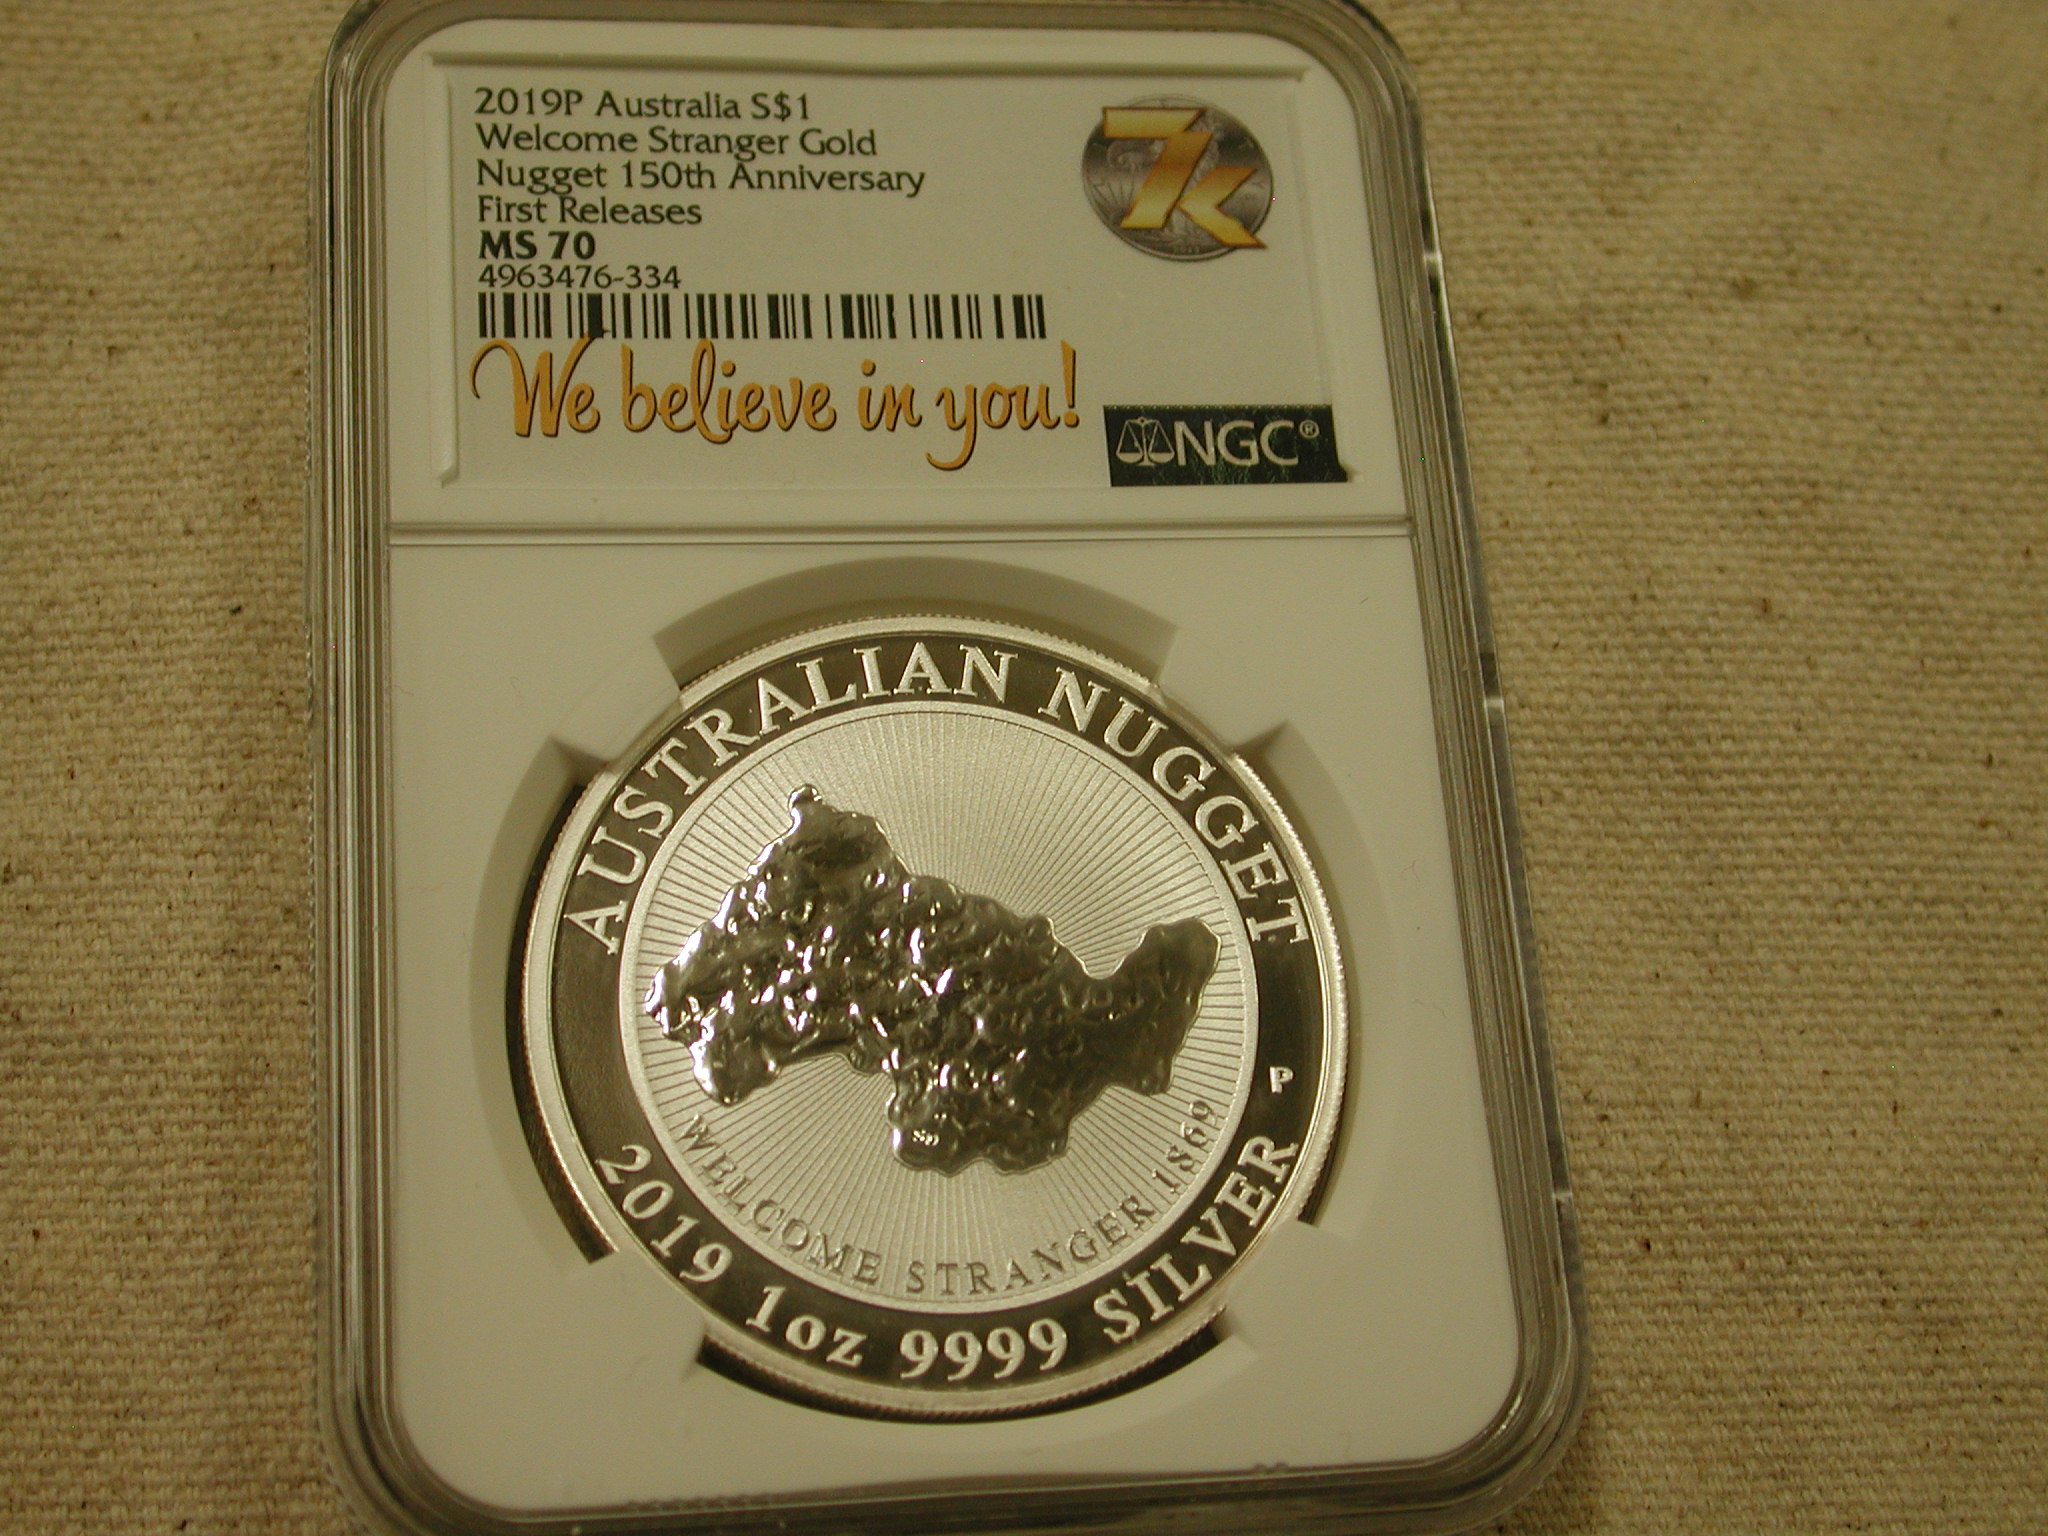 2019P Australia S$1
Welcome Stranger Gold
Nugget 150th Anniversary
First Releases
MS 70
4963476-334
We believe in you!
7k
NGC®
AUSTRALIAN NUGGET
P
WELCOME STRANGER 1869
2019 1oz 9999 SILVER